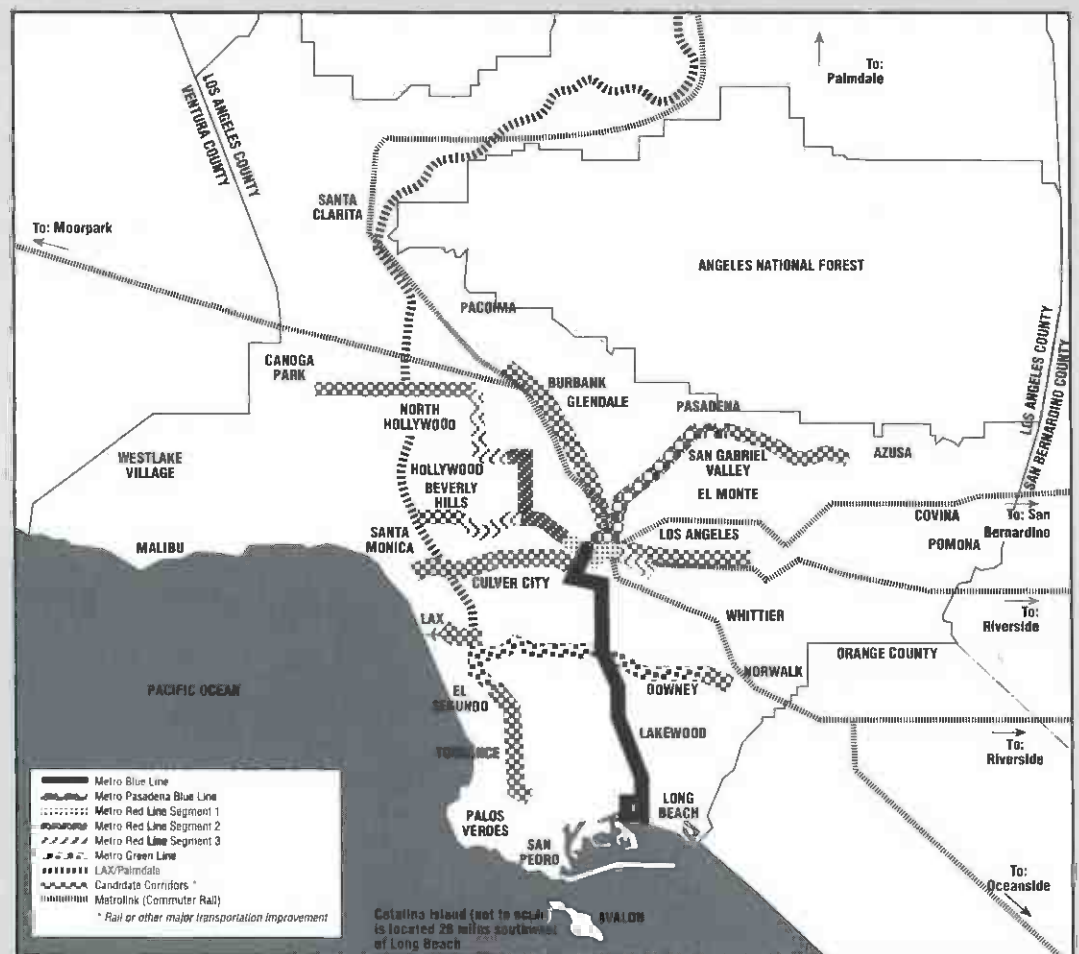 To:
Palmdale
LOS ANGELES COUNTY
VENTURA COUNTY
SANTA
CLARITA
To: Moorpark
ANGELES NATIONAL FOREST
PACOIMA
LOS ANGELES COUNTY
SAN BERNARDINO COUNTY
CANOGA
PARK
BURBANK
GLENDALE
NORTH
HOLLYWOOD
PASADENA
SAN GABRIEL
VALLEY
AZUSA
WESTLAKE
VILLAGE
HOLLYWOOD
BEVERLY
HILLS
EL MONTE
COVINA
To: San
Bernardino
SANTA
MONICA
LOS ANGELES
POMONA
MALIBU
CULVER CITY
To:
Riverside
LAX
WHITTIER
ORANGE COUNTY
NORWALK
DOWNEY
PACIFIC OCEAN
EL
SEGUNDO
LAKEWOOD
To:
Riverside
TORRANCE
PALOS
VERDES
LONG
BEACH
SAN
PEDRO
To:
Oceanside
Metro Blue Line
Metro Pasadena Blue Line
Metro Red Line Segment 1
Metro Red Line Segment 2
Metro Red Line Segment 3
Metro Green Line
LAX/Palmdale
Candidate Corridors *
Metrolink (Commuter Rail)
* Rail or other major transportation improvement
Catalina Island (not to scale)
is located 26 miles southwest
of Long Beach
AVALON